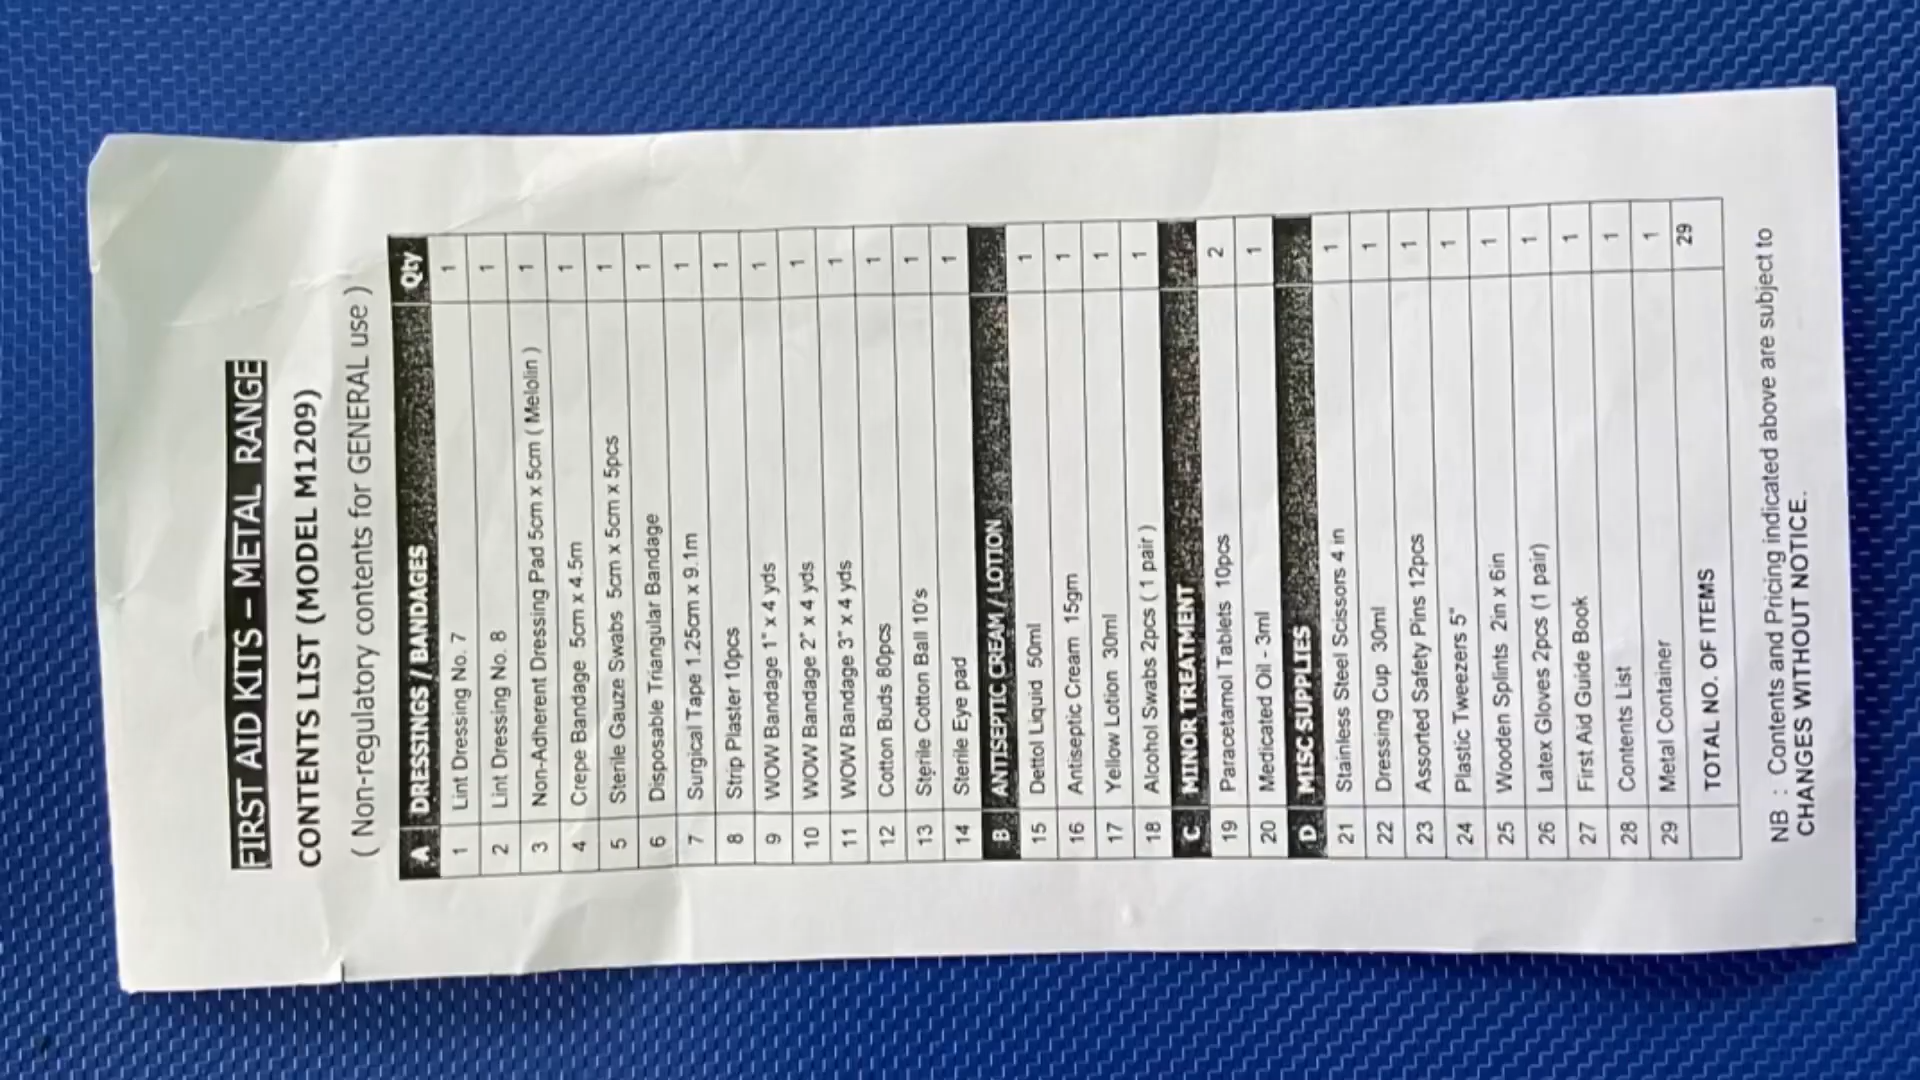 FIRST AID KITS – METAL RANGE
CONTENTS LIST (MODEL M1209)
( Non-regulatory contents for GENERAL use )
A DRESSINGS / BANDAGES Qty
1 Lint Dressing No. 7 1
2 Lint Dressing No. 8 1
3 Non-Adherent Dressing Pad 5cm x 5cm ( Melolin ) 1
4 Crepe Bandage 5cm x 4.5m 1
5 Sterile Gauze Swabs 5cm x 5cm x 5pcs 1
6 Disposable Triangular Bandage 1
7 Surgical Tape 1.25cm x 9.1m 1
8 Strip Plaster 10pcs 1
9 WOW Bandage 1" x 4 yds 1
10 WOW Bandage 2" x 4 yds 1
11 WOW Bandage 3" x 4 yds 1
12 Cotton Buds 80pcs 1
13 Sterile Cotton Ball 10's 1
14 Sterile Eye pad 1
B ANTISEPTIC CREAM / LOTION
15 Dettol Liquid 50ml 1
16 Antiseptic Cream 15gm 1
17 Yellow Lotion 30ml 1
18 Alcohol Swabs 2pcs ( 1 pair ) 1
C MINOR TREATMENT
19 Paracetamol Tablets 10pcs 2
20 Medicated Oil - 3ml 1
D MISC SUPPLIES
21 Stainless Steel Scissors 4 in 1
22 Dressing Cup 30ml 1
23 Assorted Safety Pins 12pcs 1
24 Plastic Tweezers 5" 1
25 Wooden Splints 2in x 6in 1
26 Latex Gloves 2pcs (1 pair) 1
27 First Aid Guide Book 1
28 Contents List 1
29 Metal Container 1
TOTAL NO. OF ITEMS 29
NB : Contents and Pricing indicated above are subject to
CHANGES WITHOUT NOTICE.